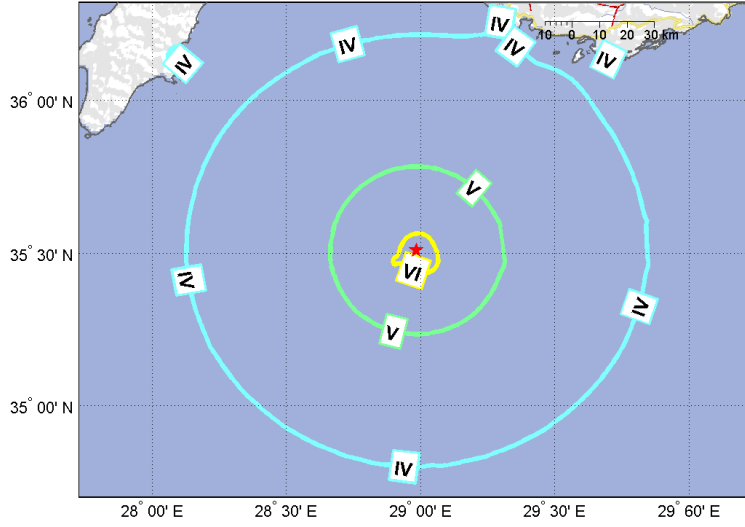 IV
IV
IV
10 0 10 20 30 km
IV
IV
36° 00' N
V
35° 30' N
VI
IV
IV
V
35° 00' N
IV
28° 00' E
28° 30' E
29° 00' E
29° 30' E
29° 60' E